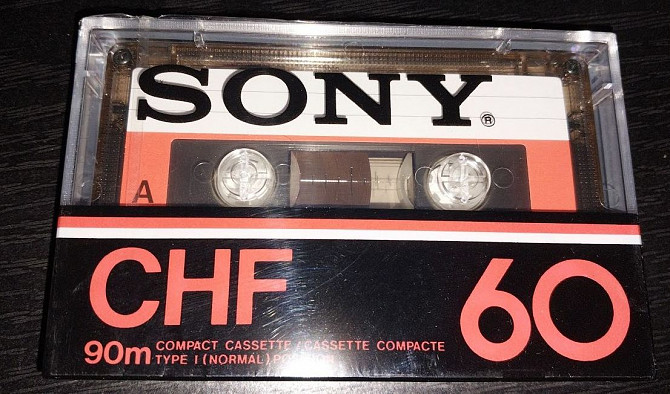 SONY®
A
CHF 60
90m COMPACT CASSETTE / CASSETTE COMPACTE
TYPE I (NORMAL)